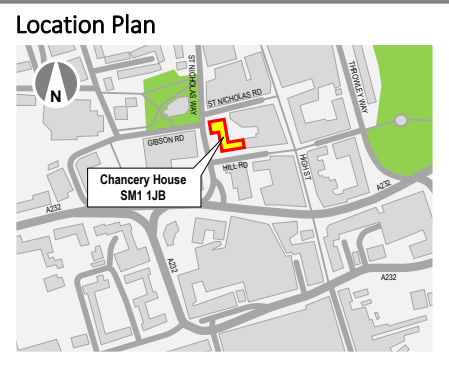 Location Plan
N
ST NICHOLAS WAY
ST NICHOLAS RD
THROWLEY WAY
GIBSON RD
HILL RD
HIGH ST
Chancery House
SM1 1JB
A232
A232
A232
A232